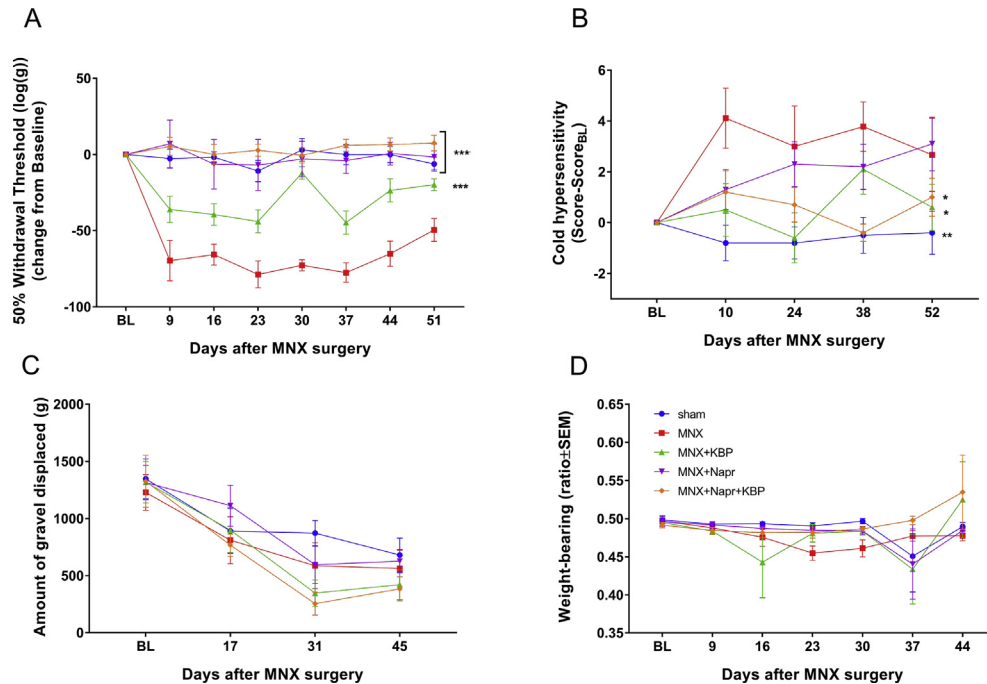 A
50% Withdrawal Threshold (log(g))
(change from Baseline)
50
0
-50
-100
***
***
BL 9 16 23 30 37 44 51
Days after MNX surgery
B
Cold hypersensitivity
(Score-ScoreBL)
6
4
2
0
-2
*
*
**
BL 10 24 38 52
Days after MNX surgery
C
Amount of gravel displaced (g)
2000
1500
1000
500
0
BL 17 31 45
Days after MNX surgery
D
Weight-bearing (ratio±SEM)
0.65
0.60
0.55
0.50
0.45
0.40
0.35
sham
MNX
MNX+KBP
MNX+Napr
MNX+Napr+KBP
BL 9 16 23 30 37 44
Days after MNX surgery